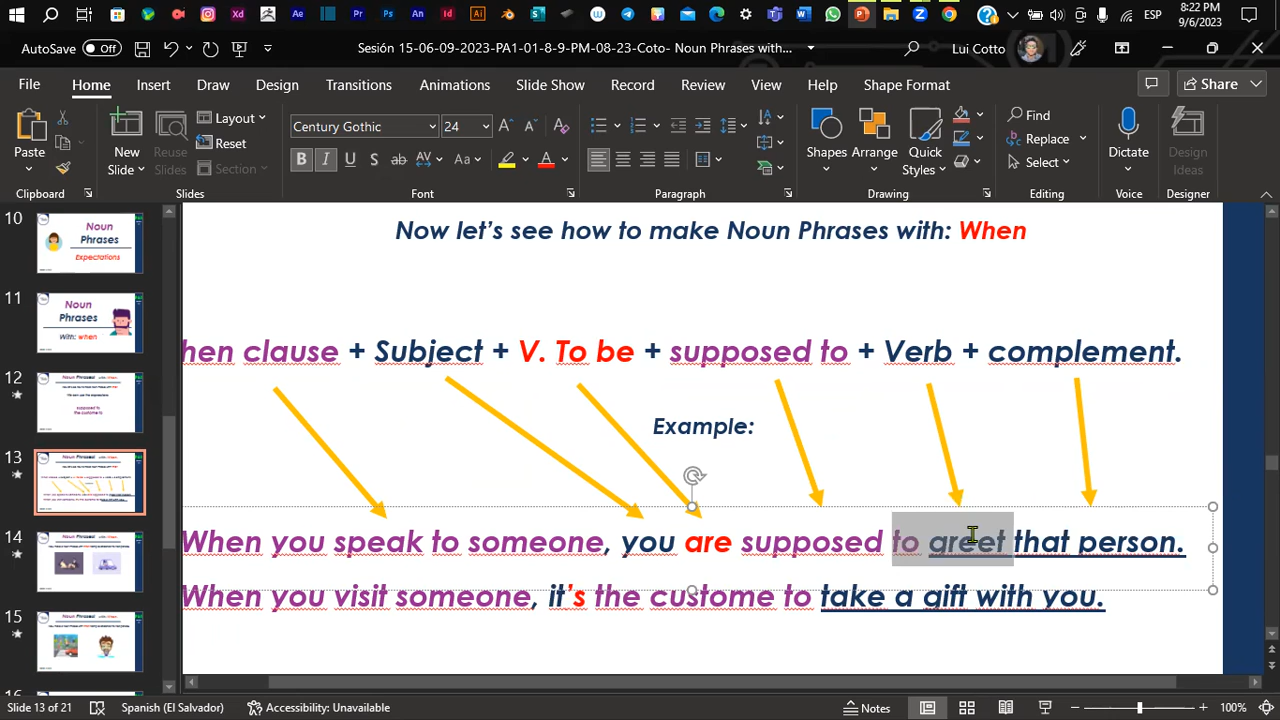 8:22 PM
ESP
9/6/2023
AutoSave Off
Sesión 15-06-09-2023-PA1-01-8-9-PM-08-23-Coto- Noun Phrases with...
Lui Cotto
File Home Insert Draw Design Transitions Animations Slide Show Record Review View Help Shape Format Share
Paste
New Slide
Reuse Slides
Layout
Reset
Section
Century Gothic 24
Shapes
Arrange
Quick Styles
Find
Replace
Select
Dictate
Design Ideas
Clipboard Slides Font Paragraph Drawing Editing Voice Designer
10
Noun Phrases
Expectations
11
Noun Phrases
With: when
12
supposed to
the custome to
13
14
15
16
Now let's see how to make Noun Phrases with: When
hen clause + Subject + V. To be + supposed to + Verb + complement.
Example:
When you speak to someone, you are supposed to greet that person.
When you visit someone, it's the custome to take a gift with you.
Slide 13 of 21 Spanish (El Salvador) Accessibility: Unavailable Notes 100%